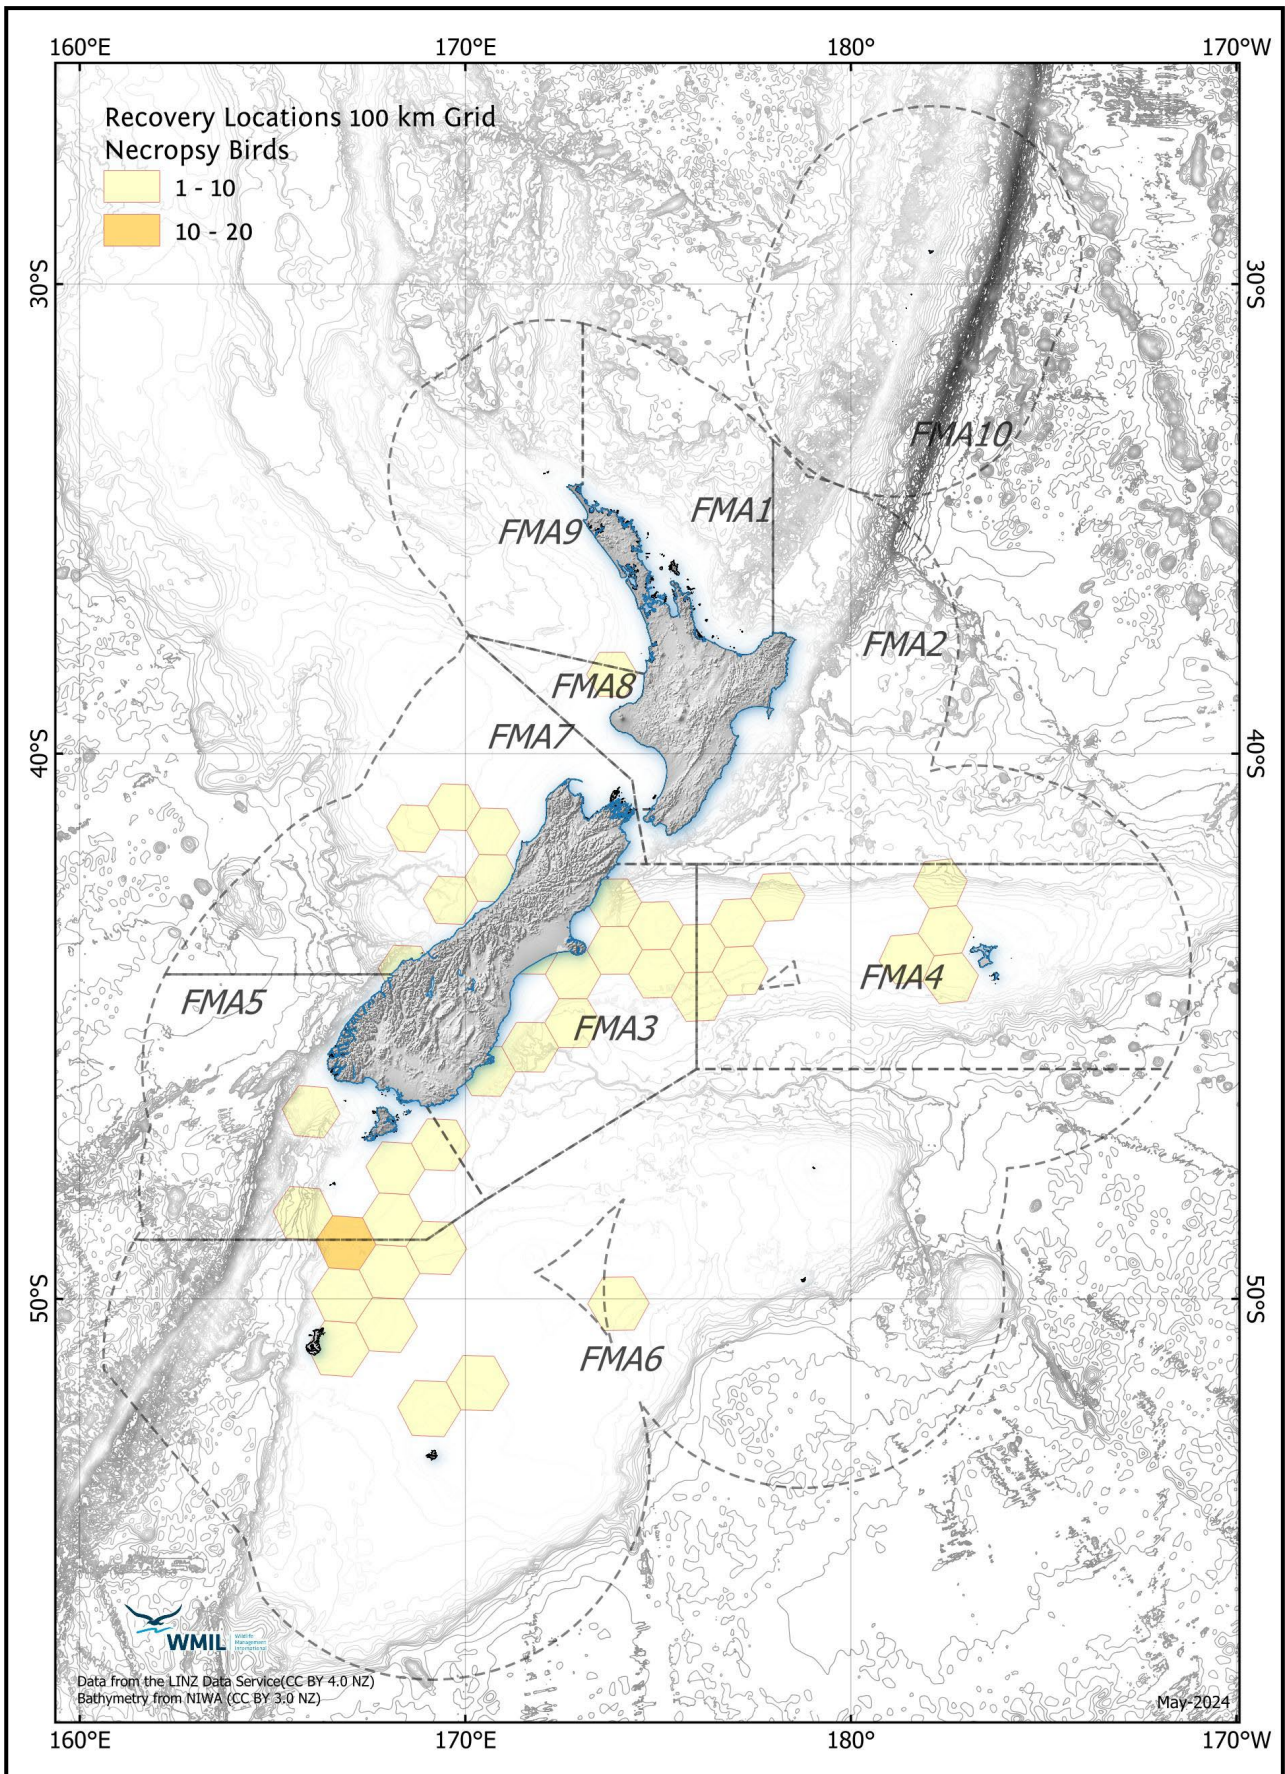 160°E 170°E 180° 170°W
Recovery Locations 100 km Grid
Necropsy Birds
1 - 10
10 - 20
30°S 30°S
FMA10
FMA1
FMA9
FMA2
FMA8
FMA7
40°S 40°S
FMA4
FMA5
FMA3
50°S 50°S
FMA6
WMIL
Wildlife
Management
International
Data from the LINZ Data Service(CC BY 4.0 NZ)
Bathymetry from NIWA (CC BY 3.0 NZ)
May-2024
160°E 170°E 180° 170°W